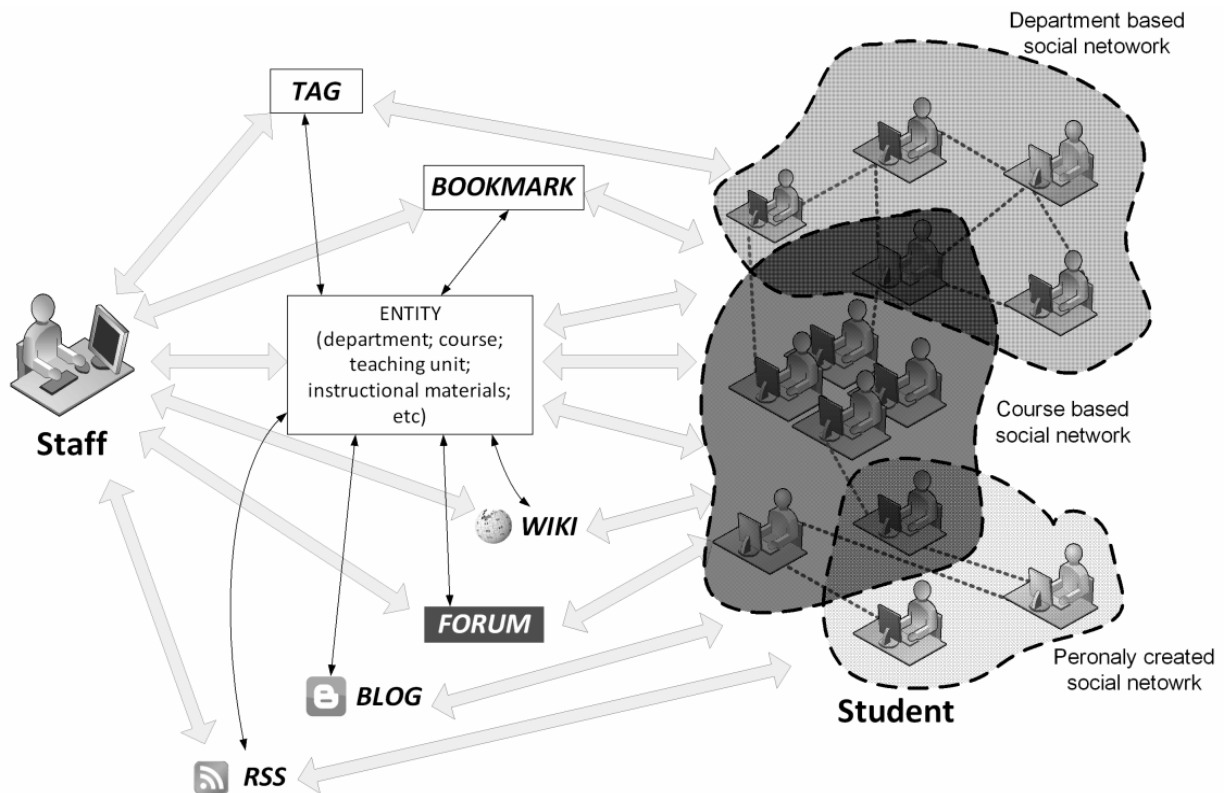 Department based
social netowork
TAG
BOOKMARK
ENTITY
(department; course;
teaching unit;
instructional materials;
etc)
Staff
Course based
social network
WIKI
FORUM
Peronaly created
social netowrk
BLOG
Student
RSS